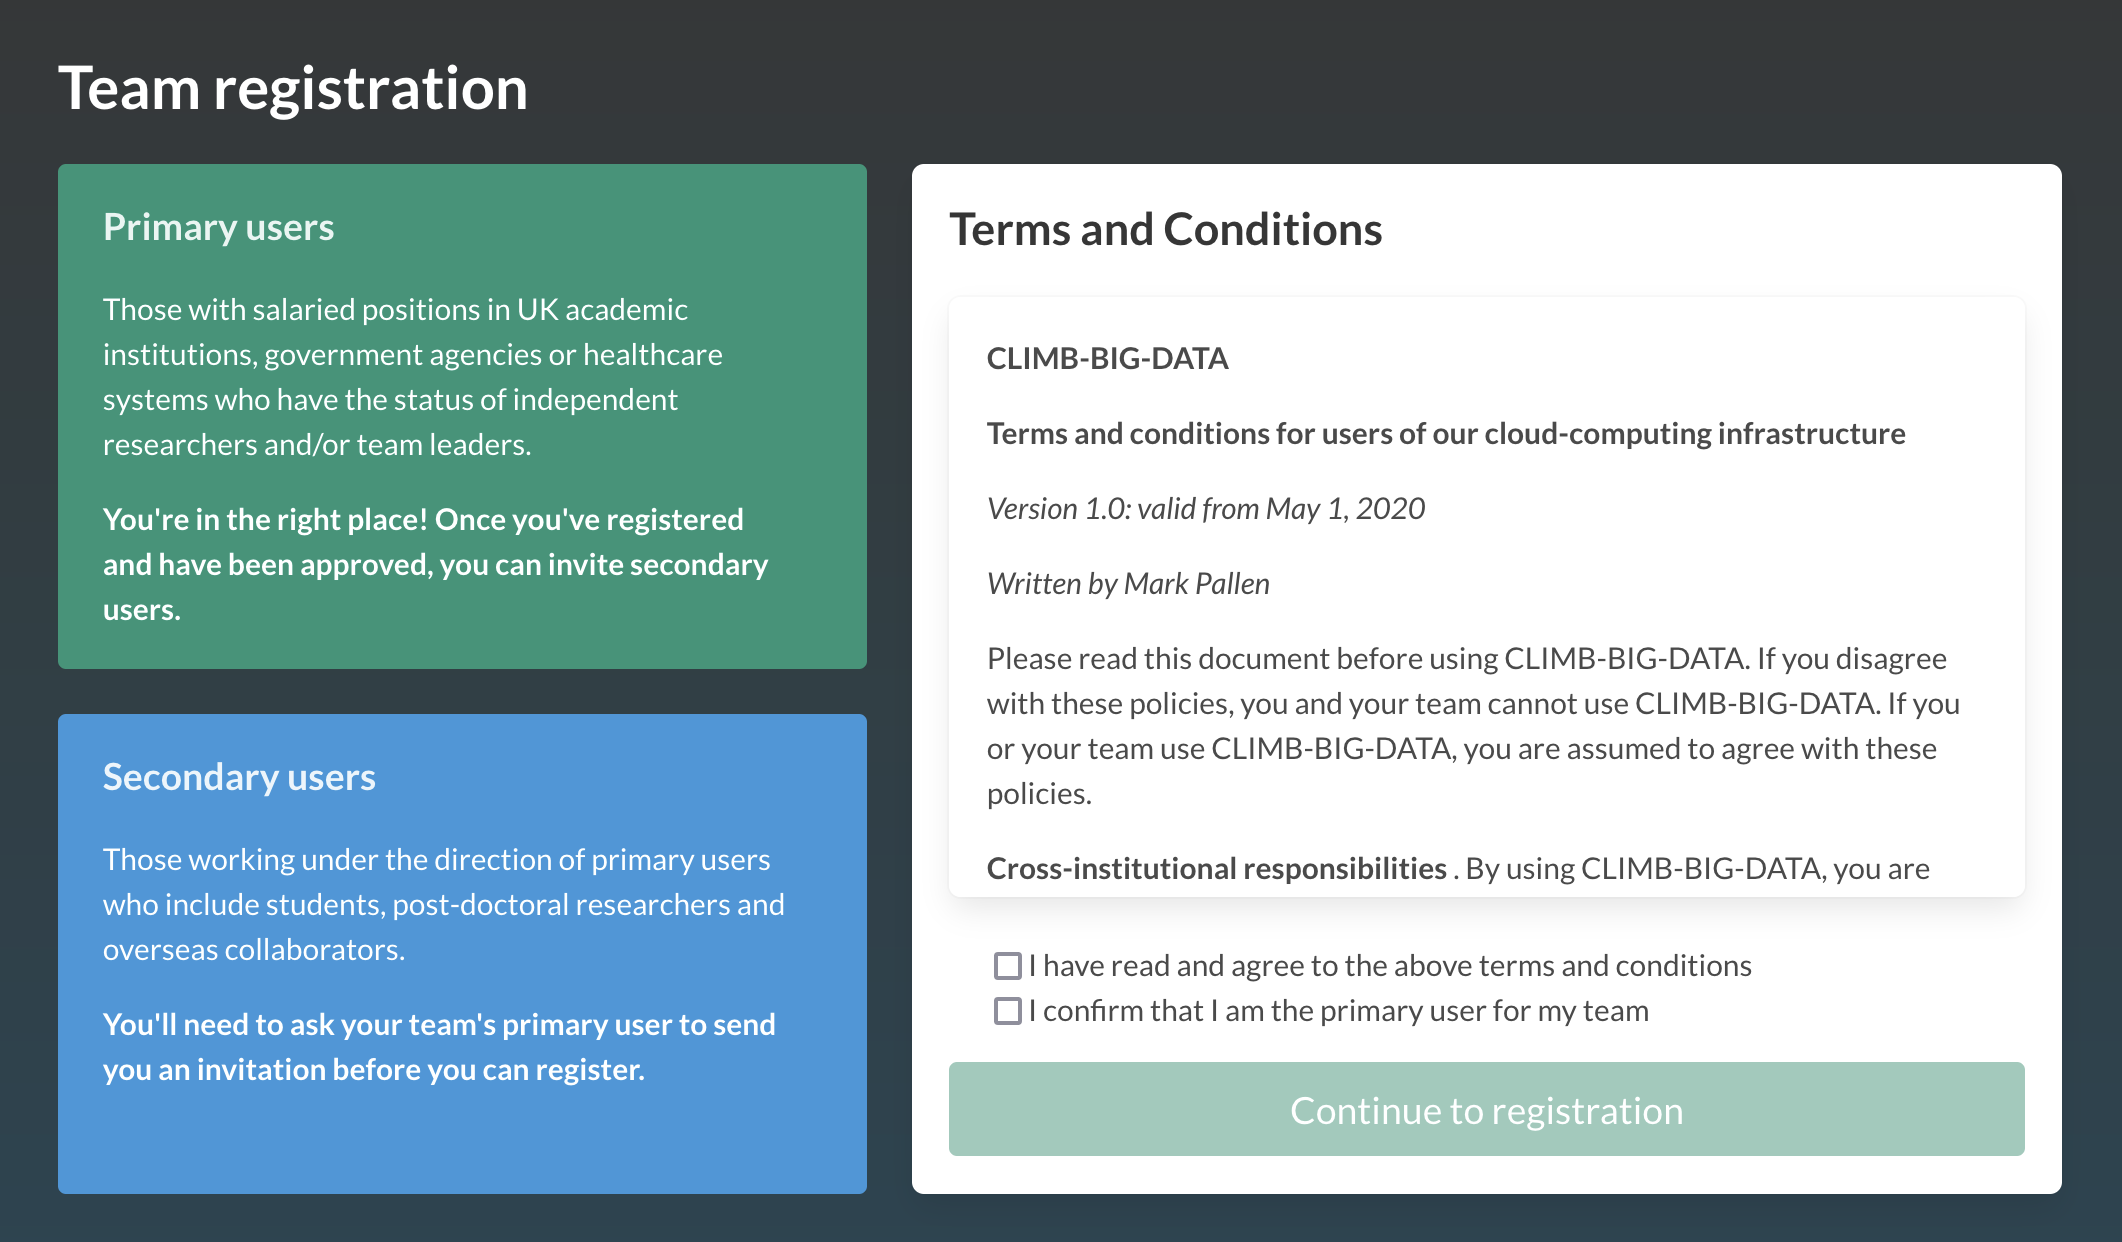 Team registration
Primary users
Those with salaried positions in UK academic
institutions, government agencies or healthcare
systems who have the status of independent
researchers and/or team leaders.
You're in the right place! Once you've registered
and have been approved, you can invite secondary
users.
Secondary users
Those working under the direction of primary users
who include students, post-doctoral researchers and
overseas collaborators.
You'll need to ask your team's primary user to send
you an invitation before you can register.
Terms and Conditions
CLIMB-BIG-DATA
Terms and conditions for users of our cloud-computing infrastructure
Version 1.0: valid from May 1, 2020
Written by Mark Pallen
Please read this document before using CLIMB-BIG-DATA. If you disagree
with these policies, you and your team cannot use CLIMB-BIG-DATA. If you
or your team use CLIMB-BIG-DATA, you are assumed to agree with these
policies.
Cross-institutional responsibilities . By using CLIMB-BIG-DATA, you are
I have read and agree to the above terms and conditions
I confirm that I am the primary user for my team
Continue to registration